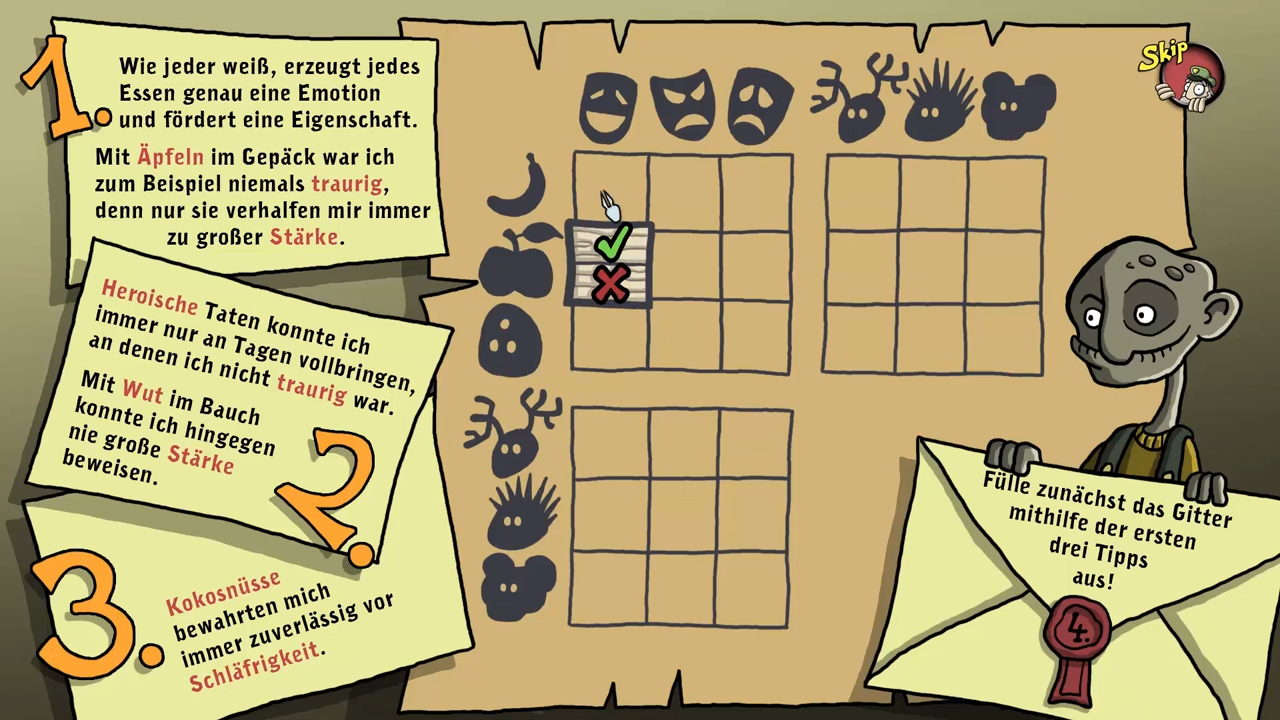 1.
Wie jeder weiß, erzeugt jedes
Essen genau eine Emotion
und fördert eine Eigenschaft.
Mit Äpfeln im Gepäck war ich
zum Beispiel niemals traurig,
denn nur sie verhalfen mir immer
zu großer Stärke.
Heroische Taten konnte ich
immer nur an Tagen vollbringen,
an denen ich nicht traurig war.
Mit Wut im Bauch
konnte ich hingegen
nie große Stärke
beweisen.
2.
3.
Kokosnüsse
bewahrten mich
immer zuverlässig vor
Schläfrigkeit.
Skip
Fülle zunächst das Gitter
mithilfe der ersten
drei Tipps
aus!
4.